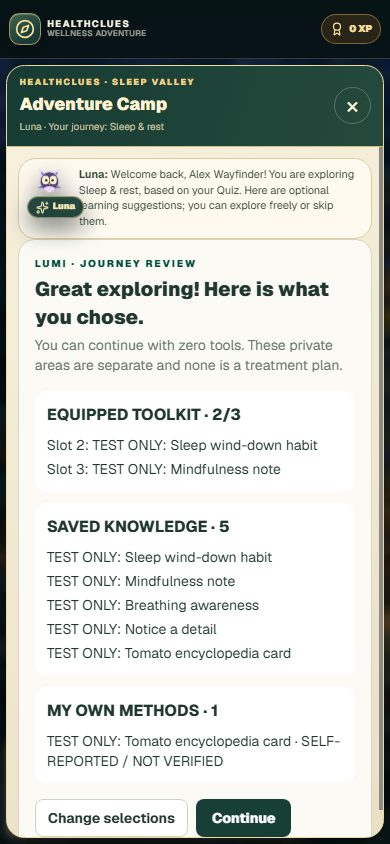 HEALTHCLUES
WELLNESS ADVENTURE
0 XP
HEALTHCLUES · SLEEP VALLEY
Adventure Camp
Luna · Your journey: Sleep & rest
Luna: Welcome back, Alex Wayfinder! You are exploring
Sleep & rest, based on your Quiz. Here are optional
earning suggestions; you can explore freely or skip
them.
Luna
LUMI · JOURNEY REVIEW
Great exploring! Here is what
you chose.
You can continue with zero tools. These private
areas are separate and none is a treatment plan.
EQUIPPED TOOLKIT · 2/3
Slot 2: TEST ONLY: Sleep wind-down habit
Slot 3: TEST ONLY: Mindfulness note
SAVED KNOWLEDGE · 5
TEST ONLY: Sleep wind-down habit
TEST ONLY: Mindfulness note
TEST ONLY: Breathing awareness
TEST ONLY: Notice a detail
TEST ONLY: Tomato encyclopedia card
MY OWN METHODS · 1
TEST ONLY: Tomato encyclopedia card · SELF-
REPORTED / NOT VERIFIED
Change selections
Continue